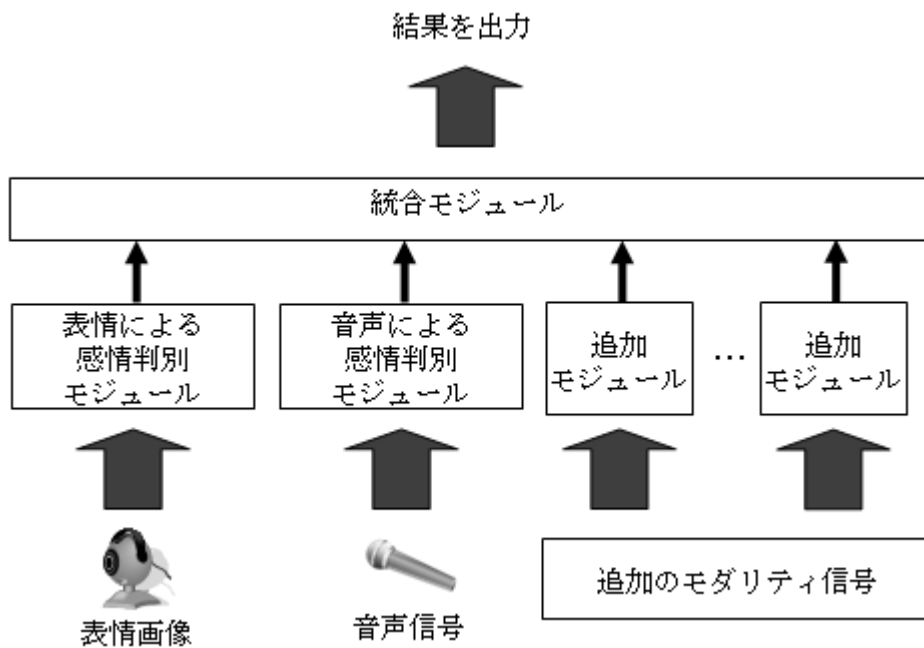 結果を出力
統合モジュール
表情による
感情判別
モジュール
音声による
感情判別
モジュール
追加
モジュール
…
追加
モジュール
表情画像
音声信号
追加のモダリティ信号